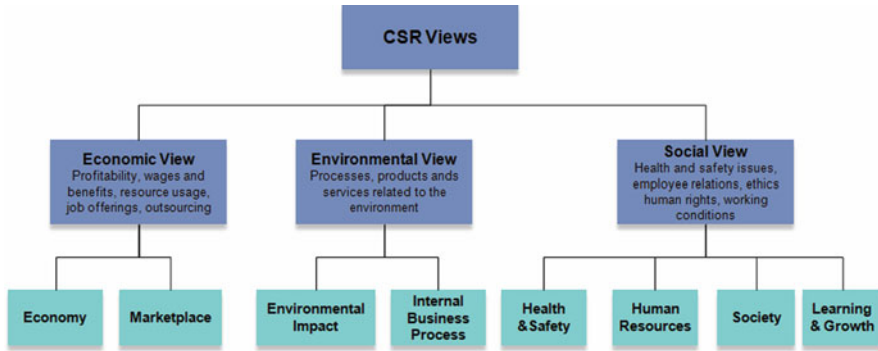 CSR Views
Economic View
Profitability, wages and
benefits, resource usage,
job offerings, outsourcing
Environmental View
Processes, products ands
services related to the
environment
Social View
Health and safety issues,
employee relations, ethics
human rights, working
conditions
Economy
Marketplace
Environmental
Impact
Internal
Business
Process
Health
&Safety
Human
Resources
Society
Learning
& Growth